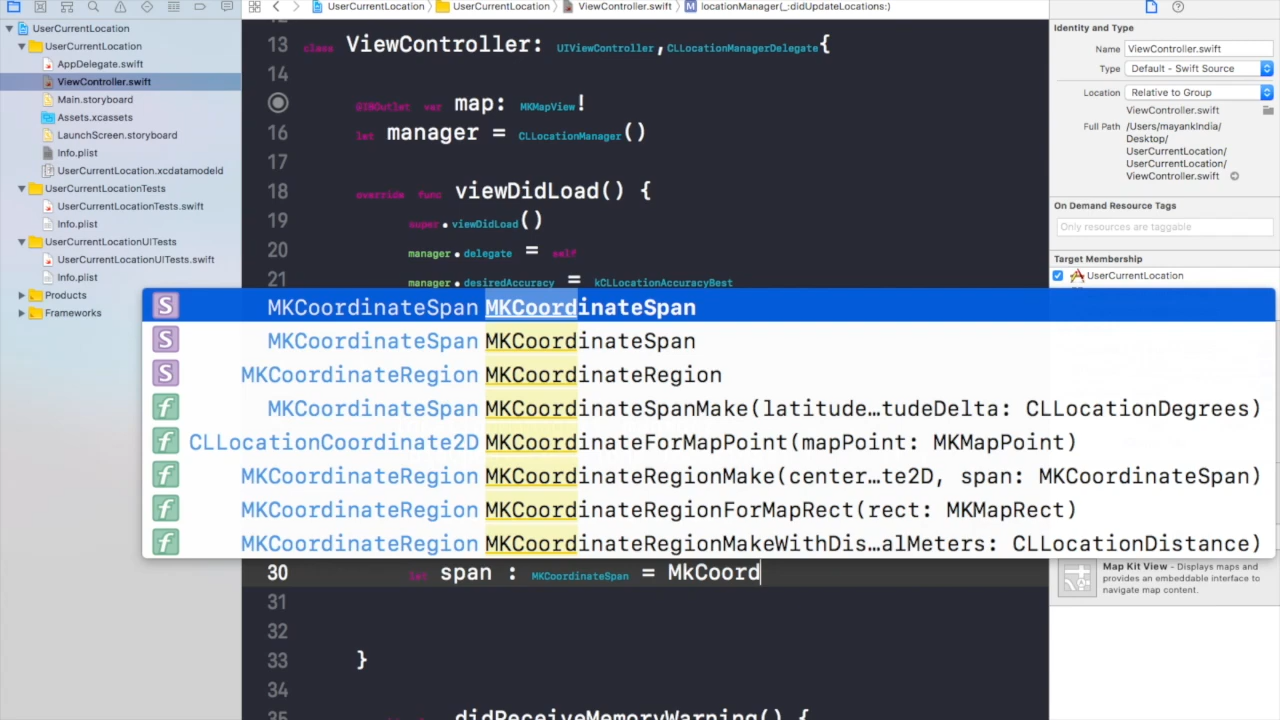 UserCurrentLocation 〉 UserCurrentLocation 〉 ViewController.swift 〉 M locationManager(_:didUpdateLocations:)
UserCurrentLocation
UserCurrentLocation
AppDelegate.swift
ViewController.swift
Main.storyboard
Assets.xcassets
LaunchScreen.storyboard
Info.plist
UserCurrentLocation.xcdatamodeld
UserCurrentLocationTests
UserCurrentLocationTests.swift
Info.plist
UserCurrentLocationUITests
UserCurrentLocationUITests.swift
Info.plist
Products
Frameworks
13 class ViewController: UIViewController,CLLocationManagerDelegate{
14
@IBOutlet var map: MKMapView!
16 let manager = CLLocationManager()
17
18 override func viewDidLoad() {
19 super.viewDidLoad()
20 manager.delegate = self
21 manager.desiredAccuracy = kCLLocationAccuracyBest
S MKCoordinateSpan MKCoordinateSpan
S MKCoordinateSpan MKCoordinateSpan
S MKCoordinateRegion MKCoordinateRegion
f MKCoordinateSpan MKCoordinateSpanMake(latitude…tudeDelta: CLLocationDegrees)
f CLLocationCoordinate2D MKCoordinateForMapPoint(mapPoint: MKMapPoint)
f MKCoordinateRegion MKCoordinateRegionMake(center…te2D, span: MKCoordinateSpan)
f MKCoordinateRegion MKCoordinateRegionForMapRect(rect: MKMapRect)
f MKCoordinateRegion MKCoordinateRegionMakeWithDis…alMeters: CLLocationDistance)
30 let span : MKCoordinateSpan = MkCoord
31
32
33 }
34
35 didReceiveMemoryWarning() {
Identity and Type
Name ViewController.swift
Type Default - Swift Source
Location Relative to Group
ViewController.swift
Full Path /Users/mayankIndia/
Desktop/
UserCurrentLocation/
UserCurrentLocation/
ViewController.swift
On Demand Resource Tags
Only resources are taggable
Target Membership
UserCurrentLocation
Map Kit View - Displays maps and
provides an embeddable interface to
navigate map content.